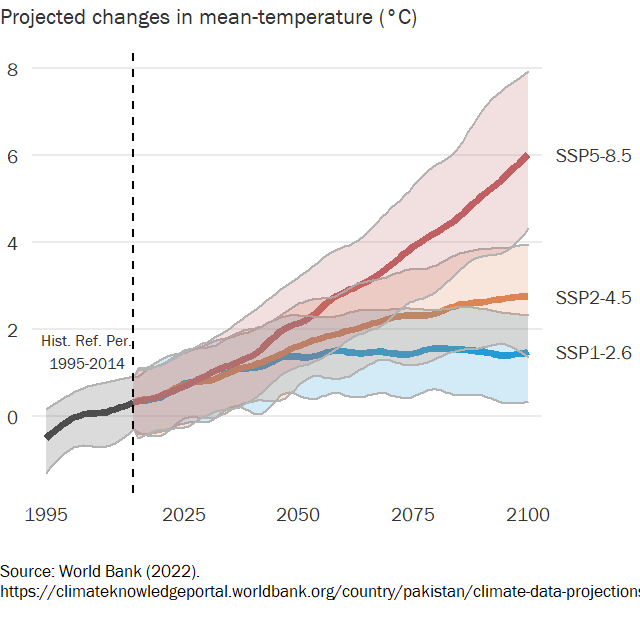 Projected changes in mean-temperature (°C)
8
6
SSP5-8.5
4
SSP2-4.5
2
Hist. Ref. Per.
1995-2014
SSP1-2.6
0
1995 2025 2050 2075 2100
Source: World Bank (2022).
https://climateknowledgeportal.worldbank.org/country/pakistan/climate-data-projections